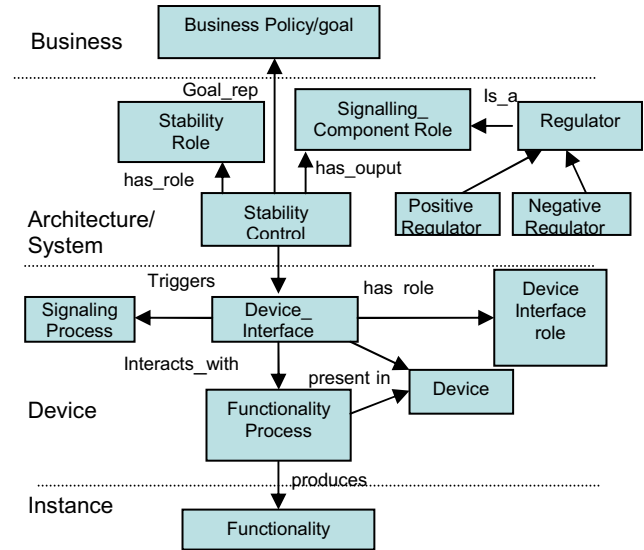 Business
Business Policy/goal
Goal_rep
Stability
Role
Signalling_
Component Role
Is_a
Regulator
has_role
has_ouput
Architecture/
System
Stability
Control
Positive
Regulator
Negative
Regulator
Triggers
has role
Signaling
Process
Device_
Interface
Device
Interface
role
Interacts_with
present in
Device
Device
Functionality
Process
produces
Instance
Functionality